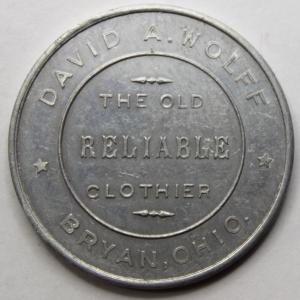 DAVID A. WOLFF
THE OLD
RELIABLE
CLOTHIER
BRYAN, OHIO.